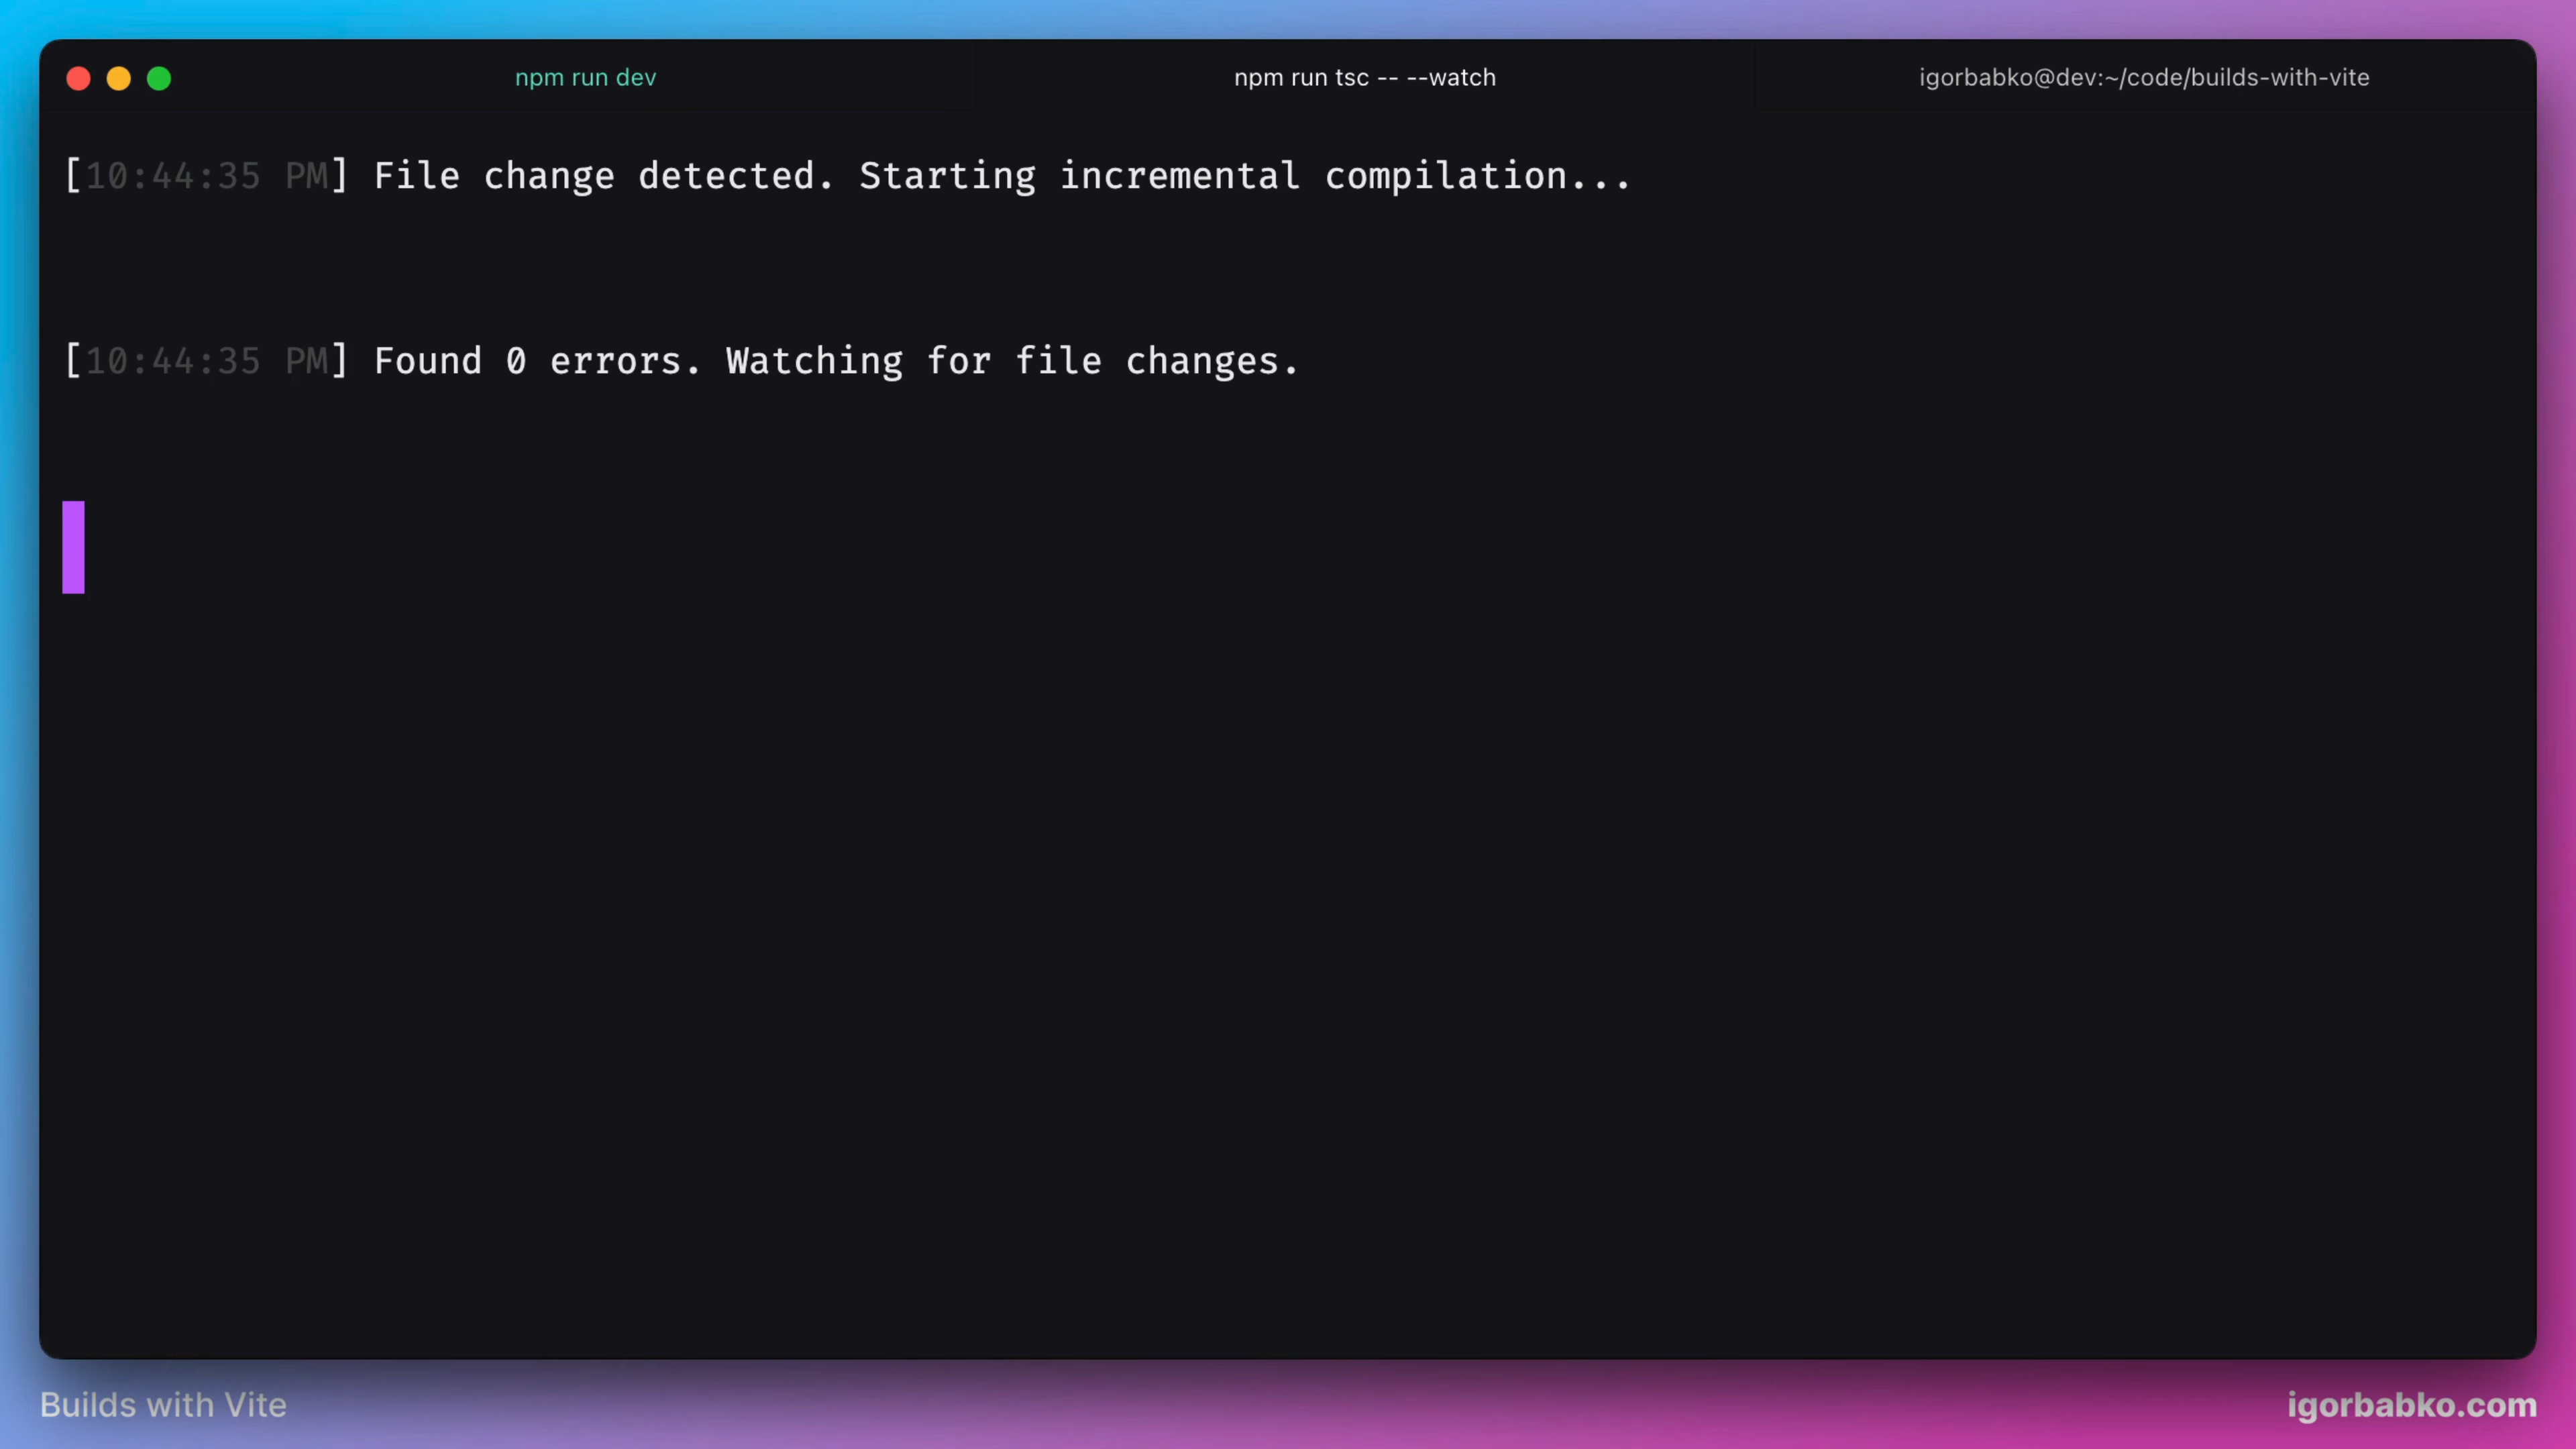 npm run dev
npm run tsc -- --watch
igorbabko@dev:~/code/builds-with-vite
[10:44:35 PM] File change detected. Starting incremental compilation...
[10:44:35 PM] Found 0 errors. Watching for file changes.
Builds with Vite
igorbabko.com